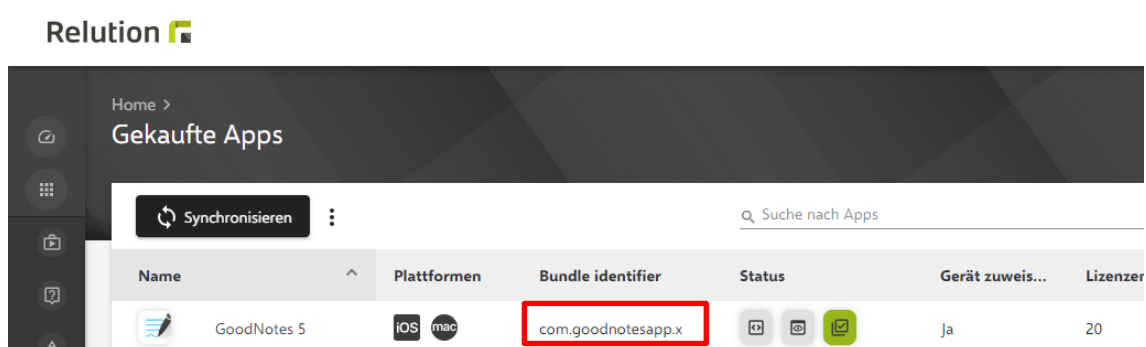 Relution
Home >
Gekaufte Apps
Synchronisieren
Suche nach Apps
Name Plattformen Bundle identifier Status Gerät zuweis... Lizenzen
GoodNotes 5 iOS mac com.goodnotesapp.x Ja 20